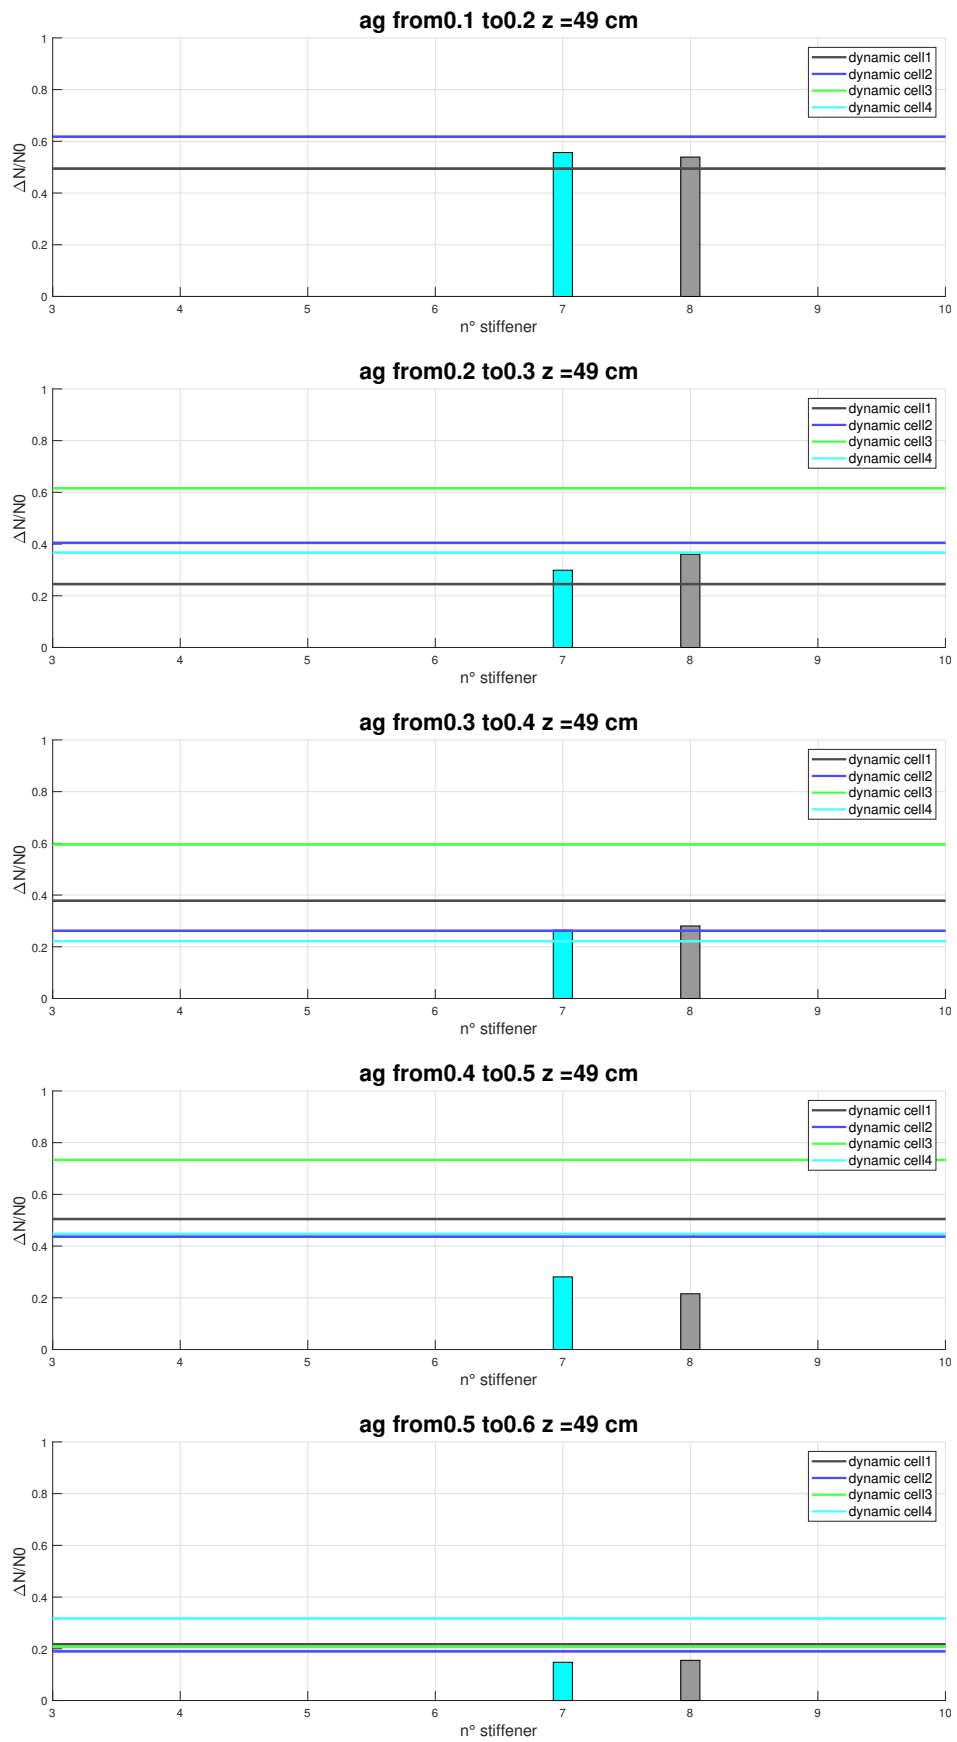 ag from0.1 to0.2 z =49 cm
1
0.8
0.6
0.4
0.2
0
ΔN/N0
3 4 5 6 7 8 9 10
n° stiffener
dynamic cell1
dynamic cell2
dynamic cell3
dynamic cell4
ag from0.2 to0.3 z =49 cm
1
0.8
0.6
0.4
0.2
0
ΔN/N0
3 4 5 6 7 8 9 10
n° stiffener
dynamic cell1
dynamic cell2
dynamic cell3
dynamic cell4
ag from0.3 to0.4 z =49 cm
1
0.8
0.6
0.4
0.2
0
ΔN/N0
3 4 5 6 7 8 9 10
n° stiffener
dynamic cell1
dynamic cell2
dynamic cell3
dynamic cell4
ag from0.4 to0.5 z =49 cm
1
0.8
0.6
0.4
0.2
0
ΔN/N0
3 4 5 6 7 8 9 10
n° stiffener
dynamic cell1
dynamic cell2
dynamic cell3
dynamic cell4
ag from0.5 to0.6 z =49 cm
1
0.8
0.6
0.4
0.2
0
ΔN/N0
3 4 5 6 7 8 9 10
n° stiffener
dynamic cell1
dynamic cell2
dynamic cell3
dynamic cell4